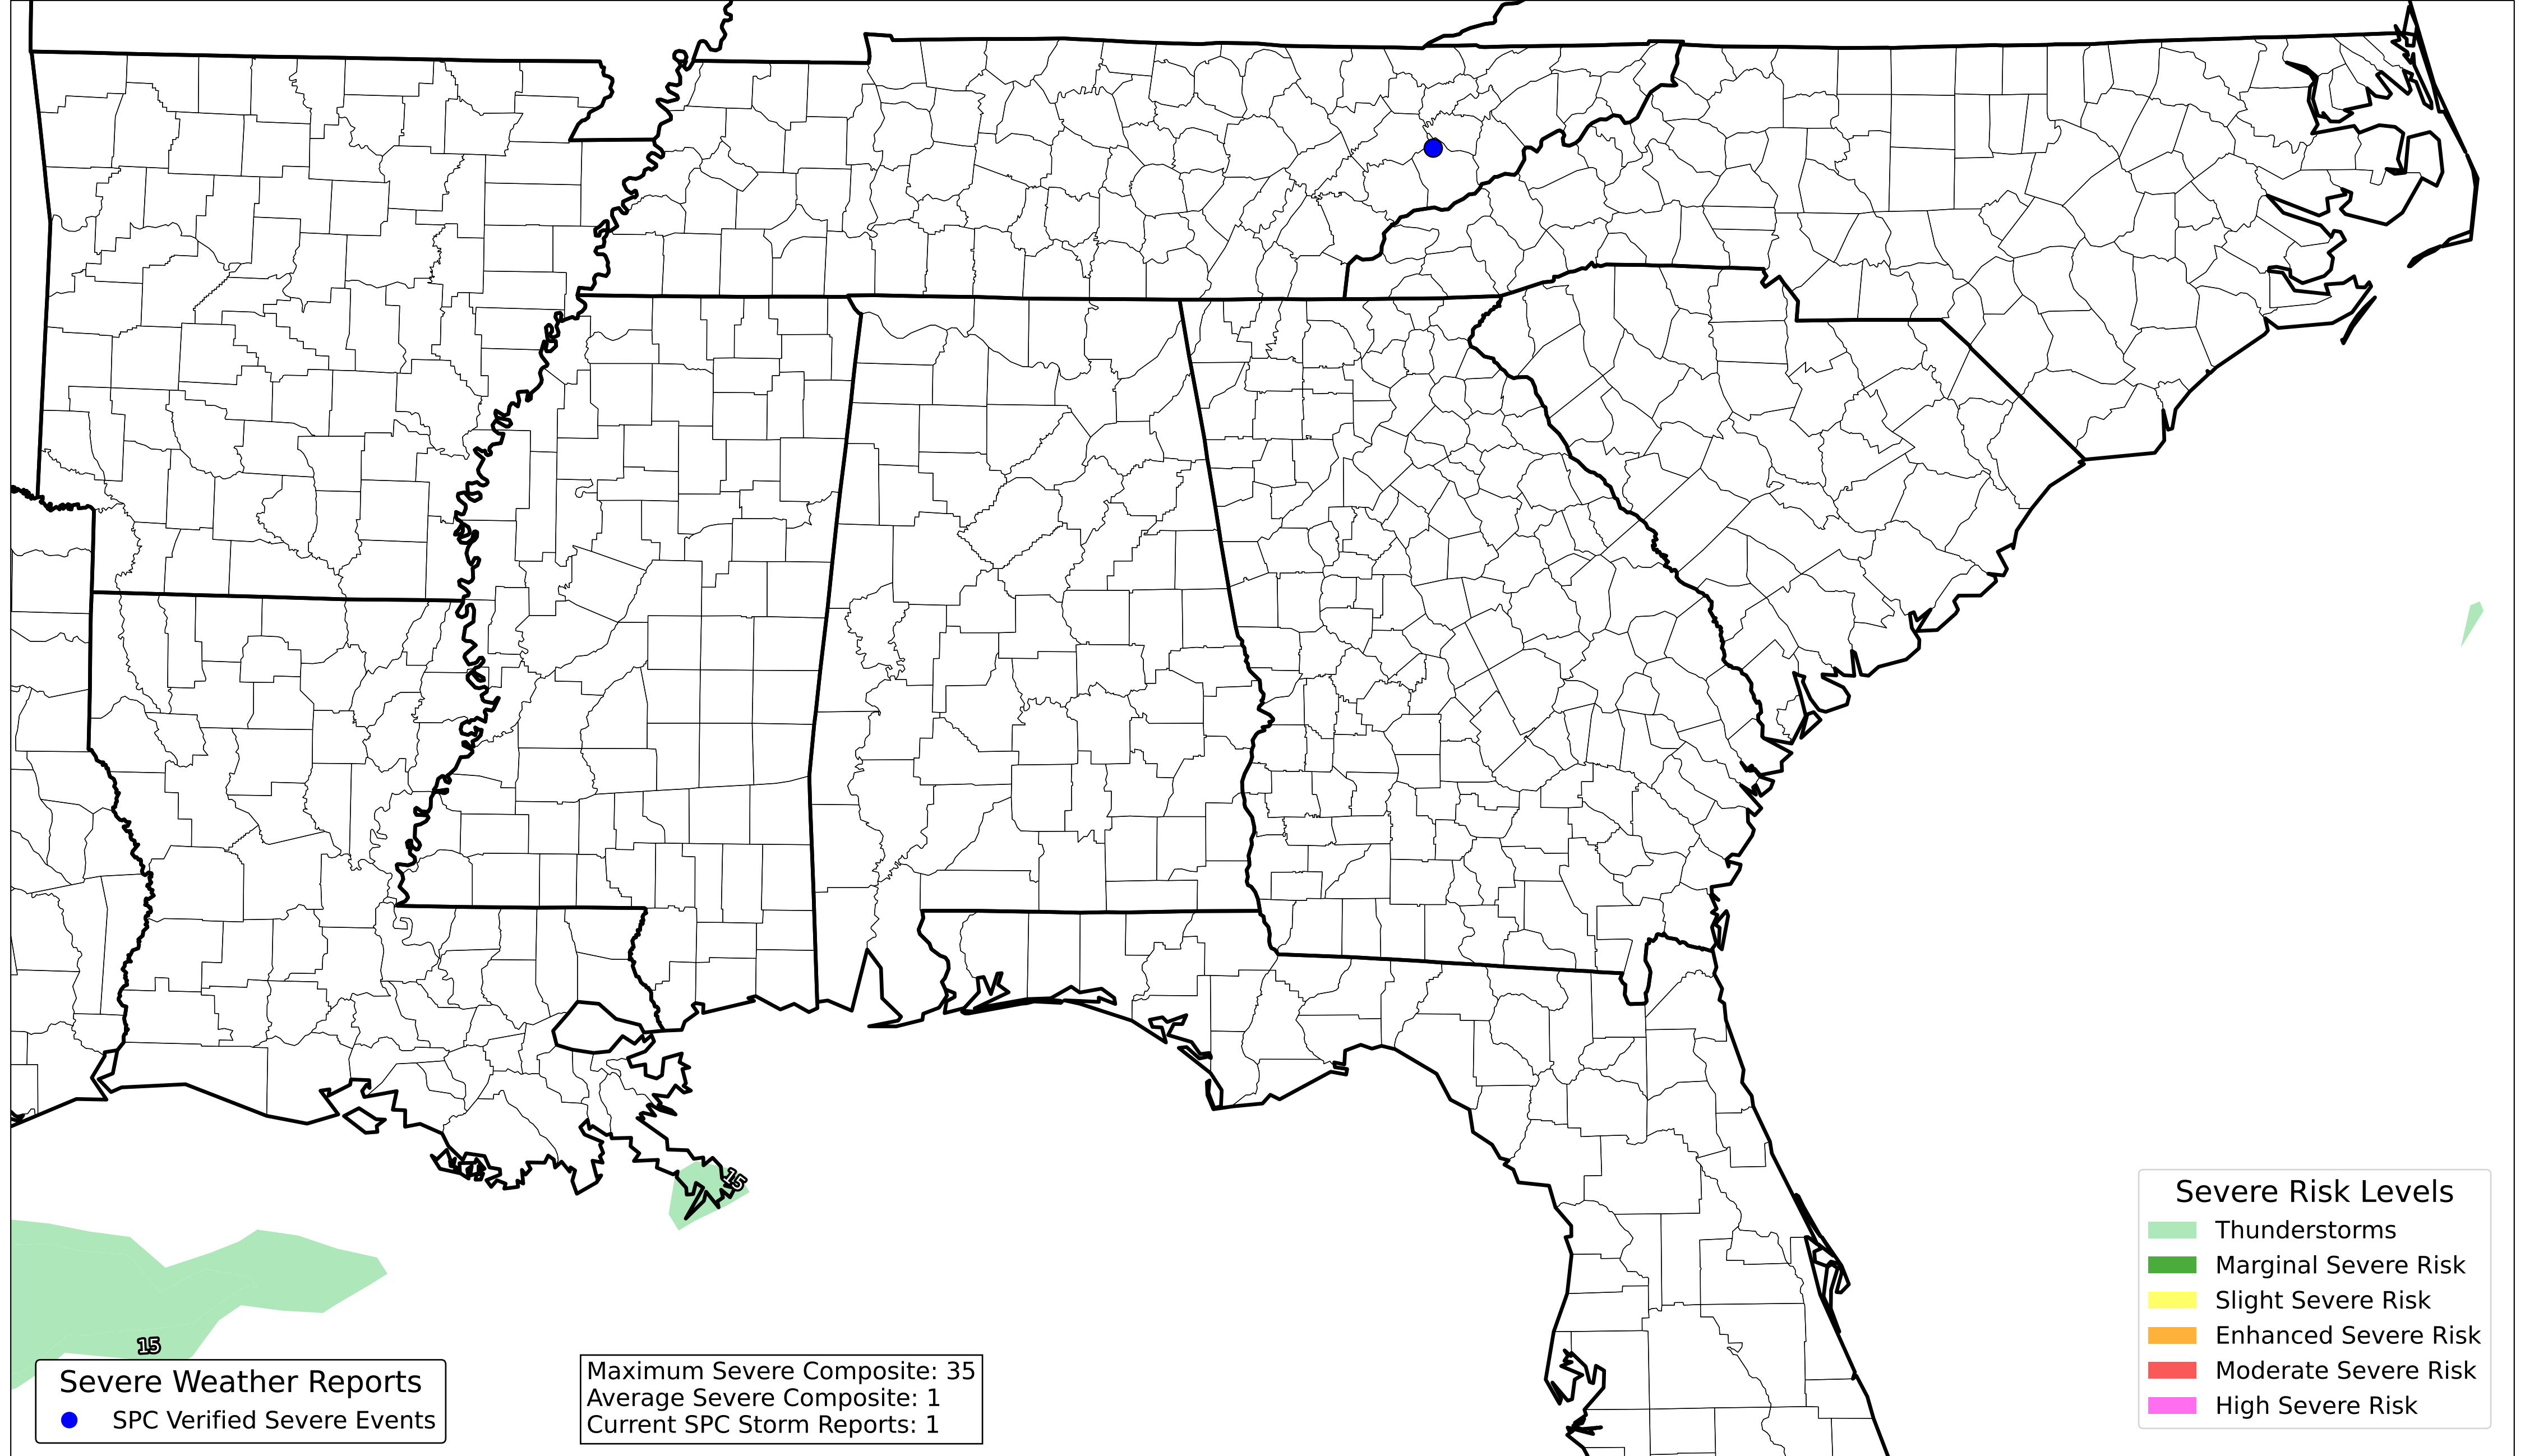 15
15
15
Severe Weather Reports
SPC Verified Severe Events
Maximum Severe Composite: 35
Average Severe Composite: 1
Current SPC Storm Reports: 1
Severe Risk Levels
Thunderstorms
Marginal Severe Risk
Slight Severe Risk
Enhanced Severe Risk
Moderate Severe Risk
High Severe Risk